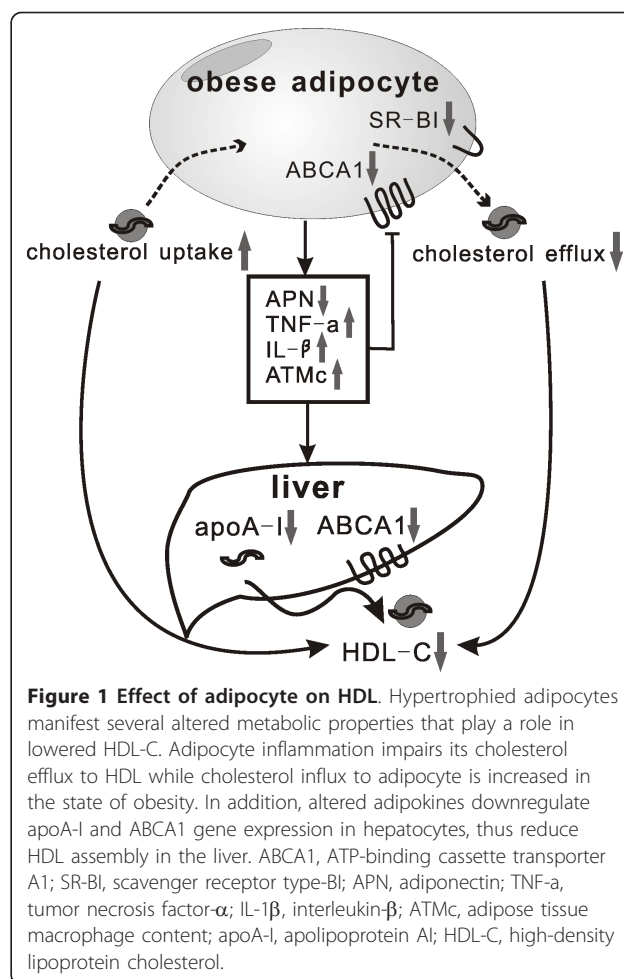 obese adipocyte
SR-BI
ABCA1
cholesterol uptake
cholesterol efflux
APN
TNF-a
IL-β
ATMc
liver
apoA-I ABCA1
HDL-C
Figure 1 Effect of adipocyte on HDL. Hypertrophied adipocytes
manifest several altered metabolic properties that play a role in
lowered HDL-C. Adipocyte inflammation impairs its cholesterol
efflux to HDL while cholesterol influx to adipocyte is increased in
the state of obesity. In addition, altered adipokines downregulate
apoA-I and ABCA1 gene expression in hepatocytes, thus reduce
HDL assembly in the liver. ABCA1, ATP-binding cassette transporter
A1; SR-BI, scavenger receptor type-BI; APN, adiponectin; TNF-a,
tumor necrosis factor-α; IL-1β, interleukin-β; ATMc, adipose tissue
macrophage content; apoA-I, apolipoprotein AI; HDL-C, high-density
lipoprotein cholesterol.